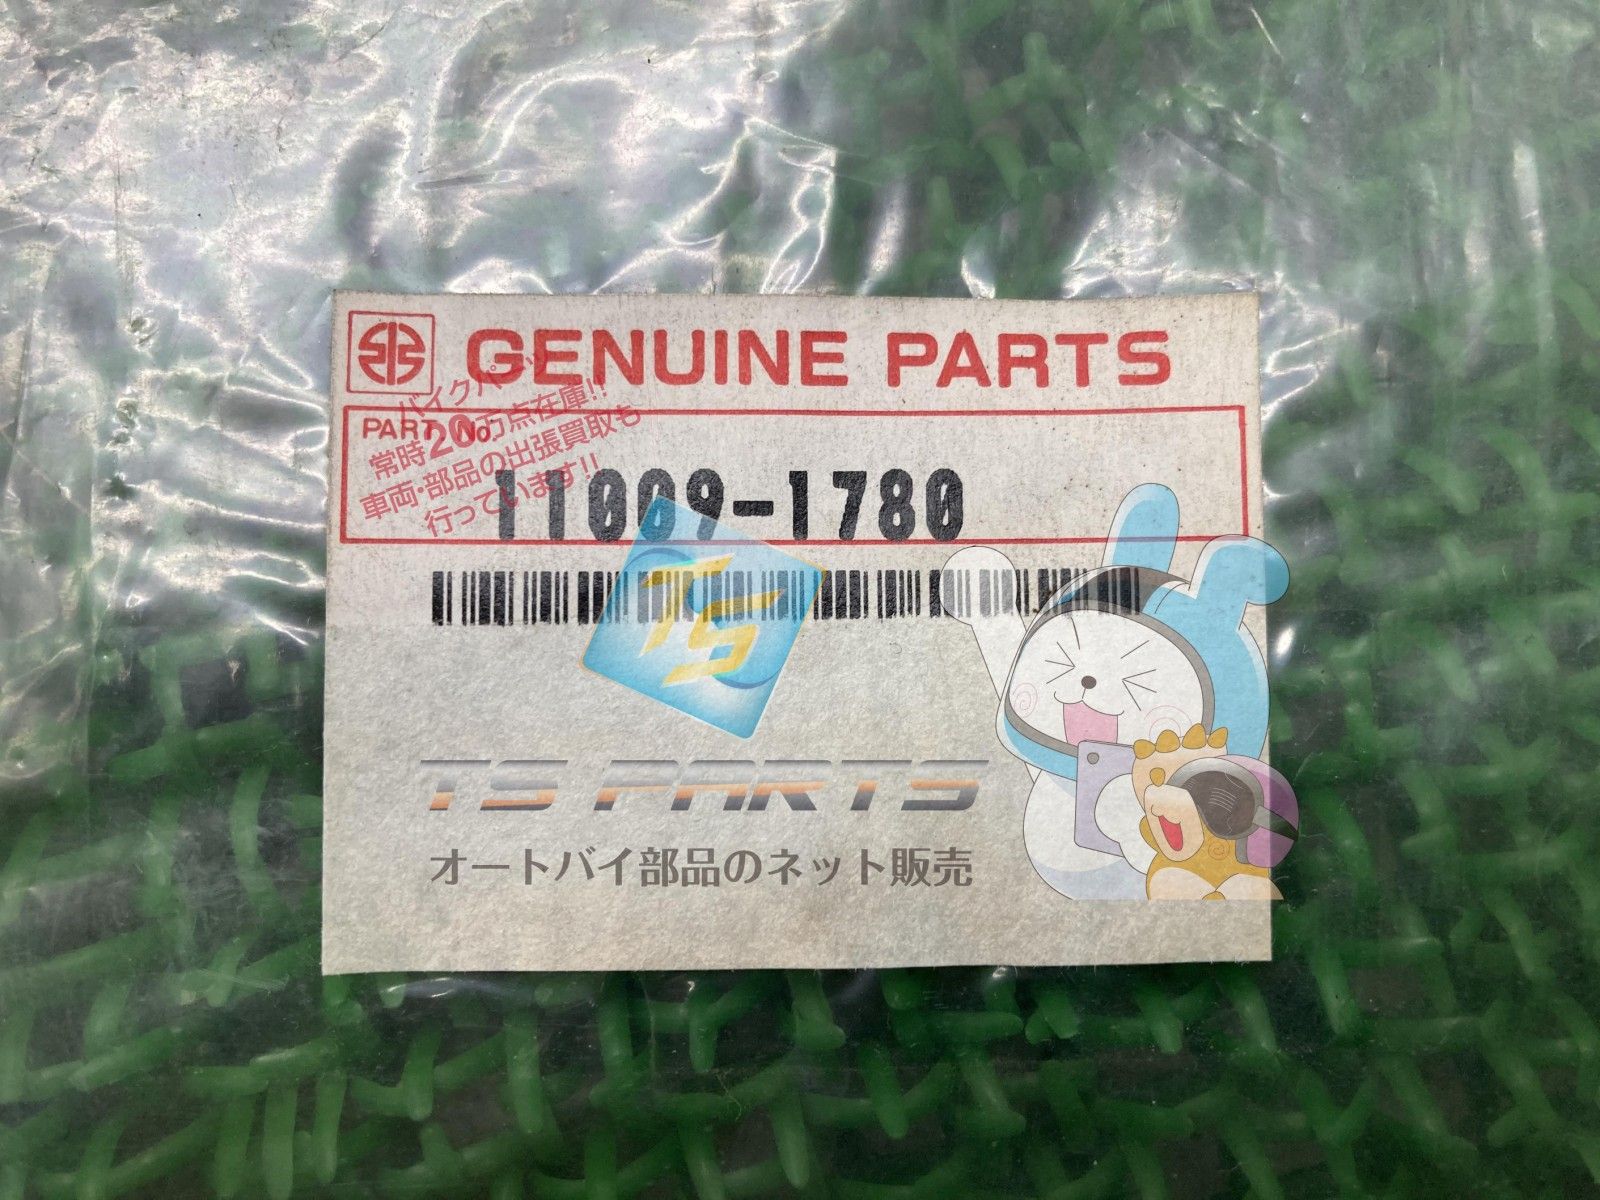 GENUINE PARTS
バイクパーツ
常時20万点在庫!!
車両・部品の出張買取も
行っています!!
PART No.
11009-1780
TS
TS PARTS
オートバイ部品のネット販売